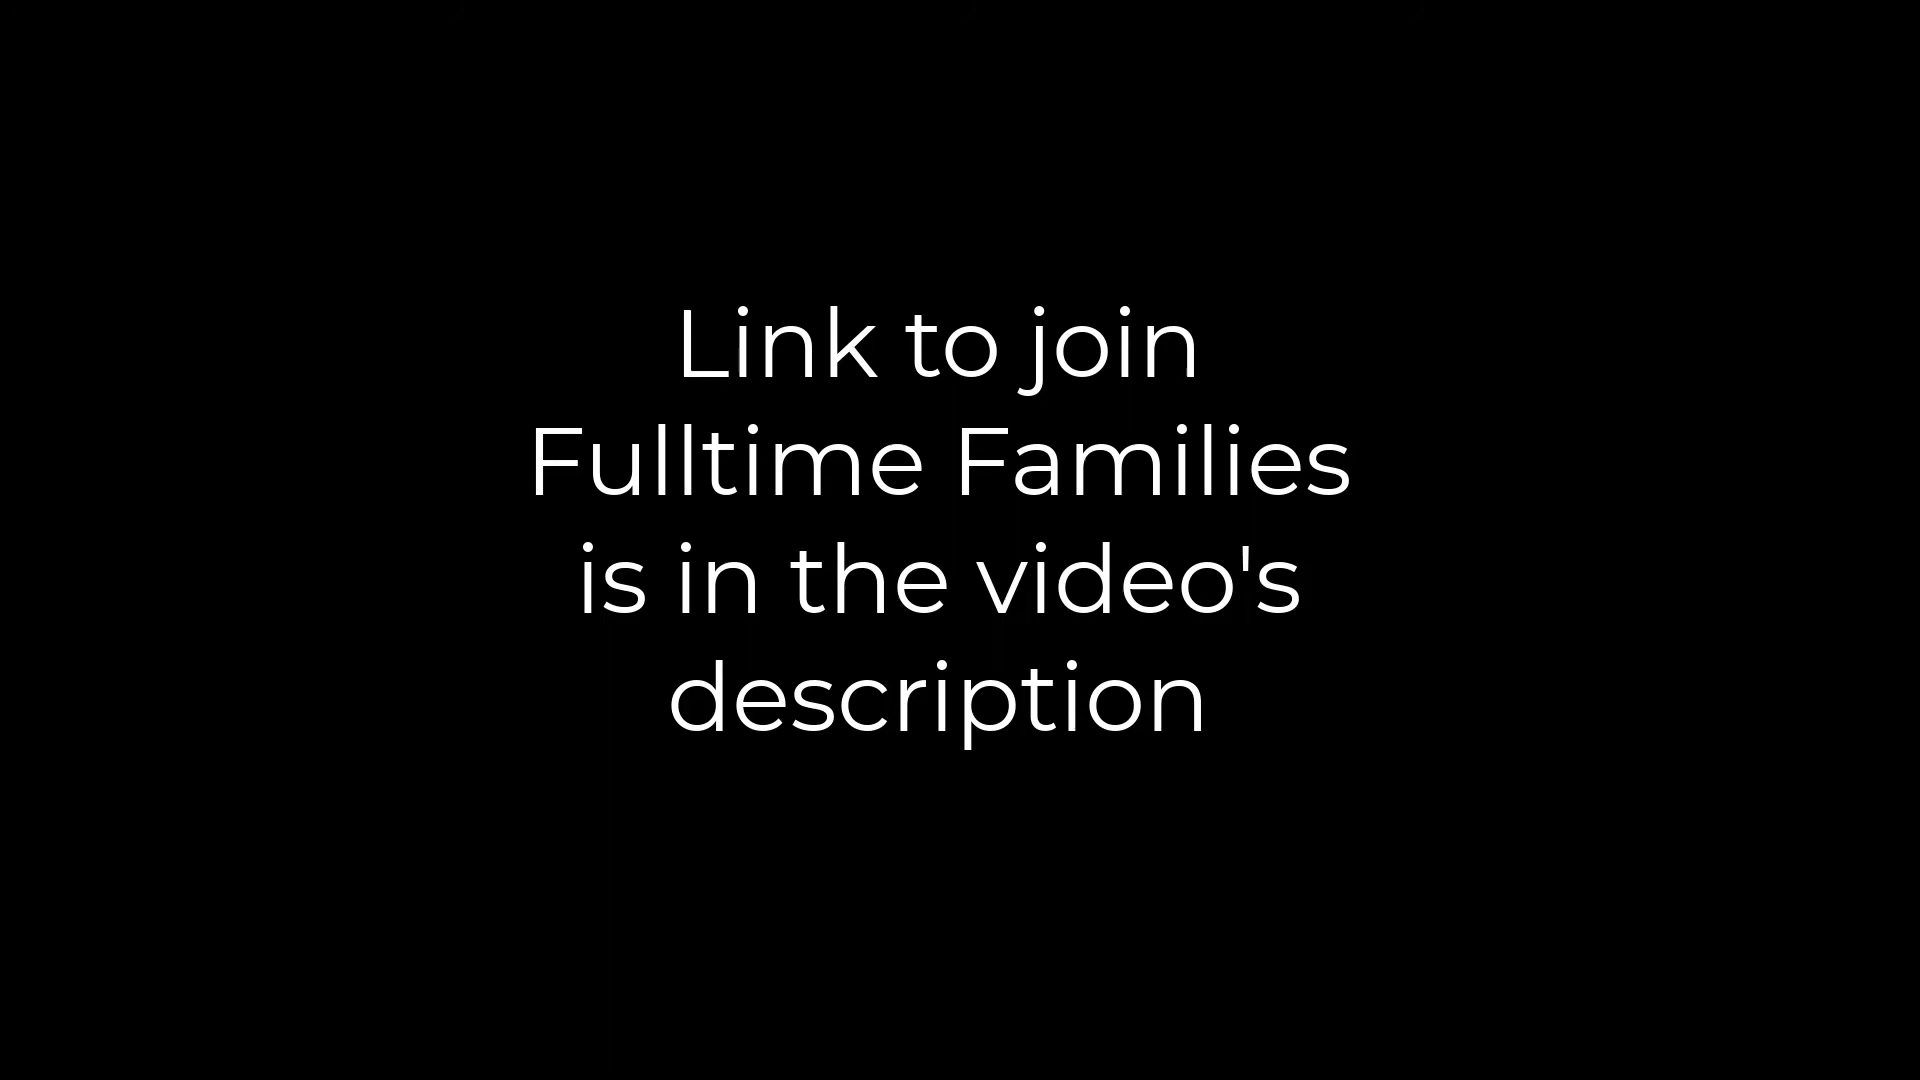 Link to join
Fulltime Families
is in the video's
description